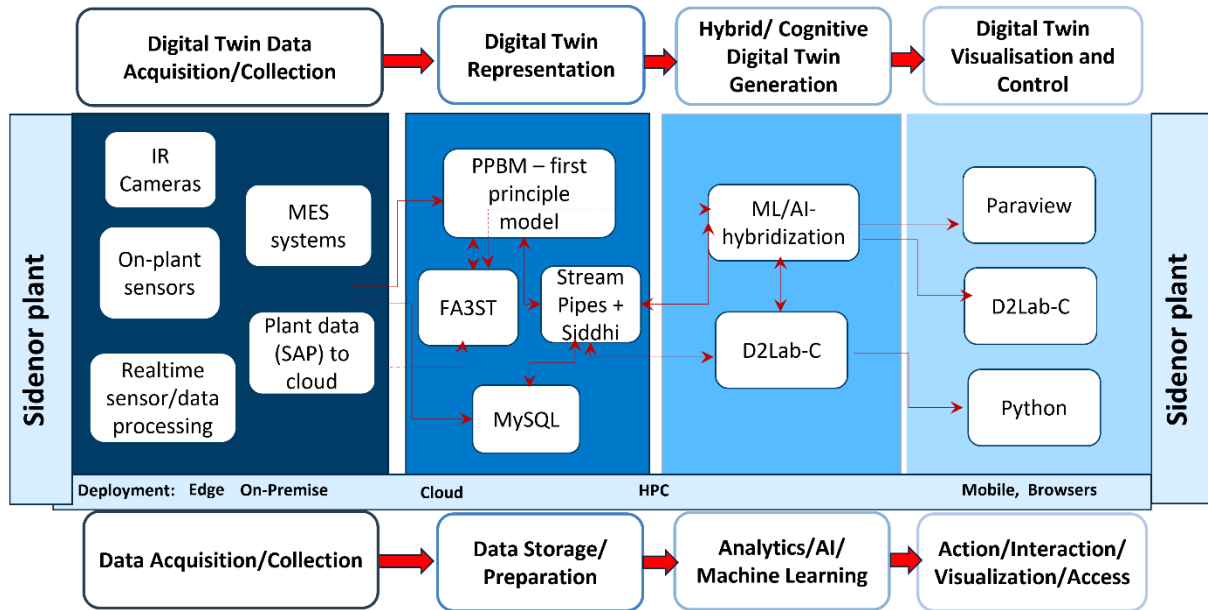 Digital Twin Data
Acquisition/Collection
Digital Twin
Representation
Hybrid/ Cognitive
Digital Twin
Generation
Digital Twin
Visualisation and
Control
Sidenor plant
IR
Cameras
MES
systems
On-plant
sensors
Plant data
(SAP) to
cloud
Realtime
sensor/data
processing
PPBM – first
principle
model
FA3ST
Stream
Pipes +
Siddhi
MySQL
ML/AI-
hybridization
D2Lab-C
Paraview
D2Lab-C
Python
Sidenor plant
Deployment: Edge On-Premise Cloud HPC Mobile, Browsers
Data Acquisition/Collection
Data Storage/
Preparation
Analytics/AI/
Machine Learning
Action/Interaction/
Visualization/Access